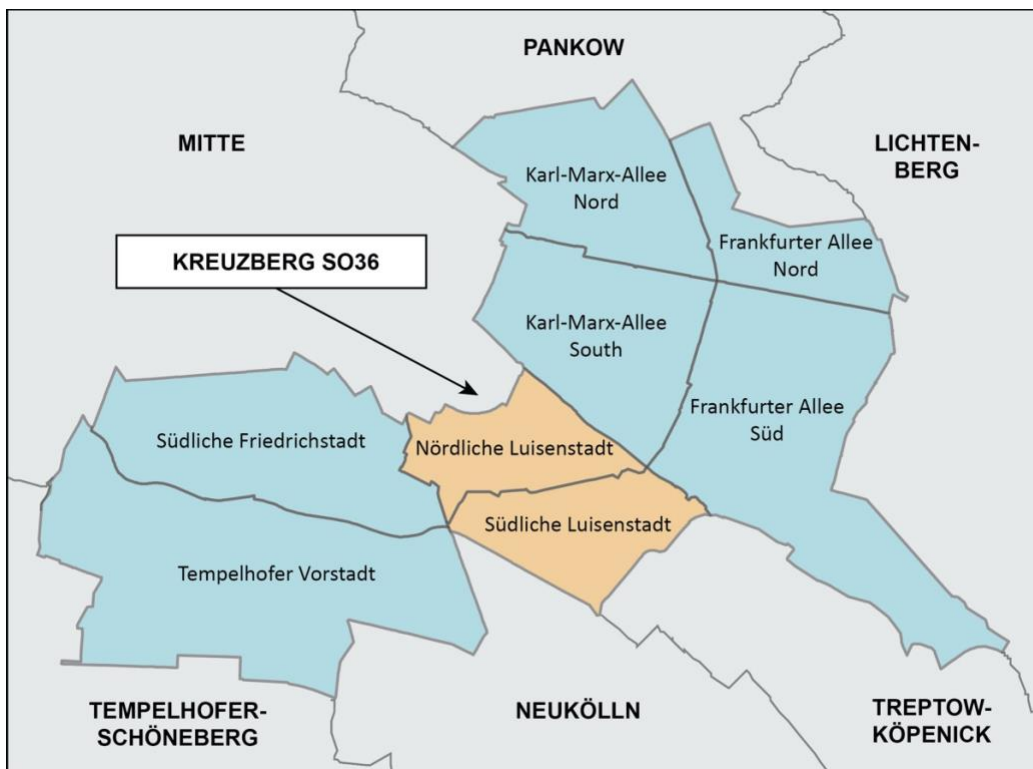 PANKOW
MITTE
LICHTEN-
BERG
Karl-Marx-Allee
Nord
Frankfurter Allee
Nord
KREUZBERG SO36
Karl-Marx-Allee
South
Frankfurter Allee
Süd
Südliche Friedrichstadt
Nördliche Luisenstadt
Südliche Luisenstadt
Tempelhofer Vorstadt
TEMPELHOFER-
SCHÖNEBERG
NEUKÖLLN
TREPTOW-
KÖPENICK